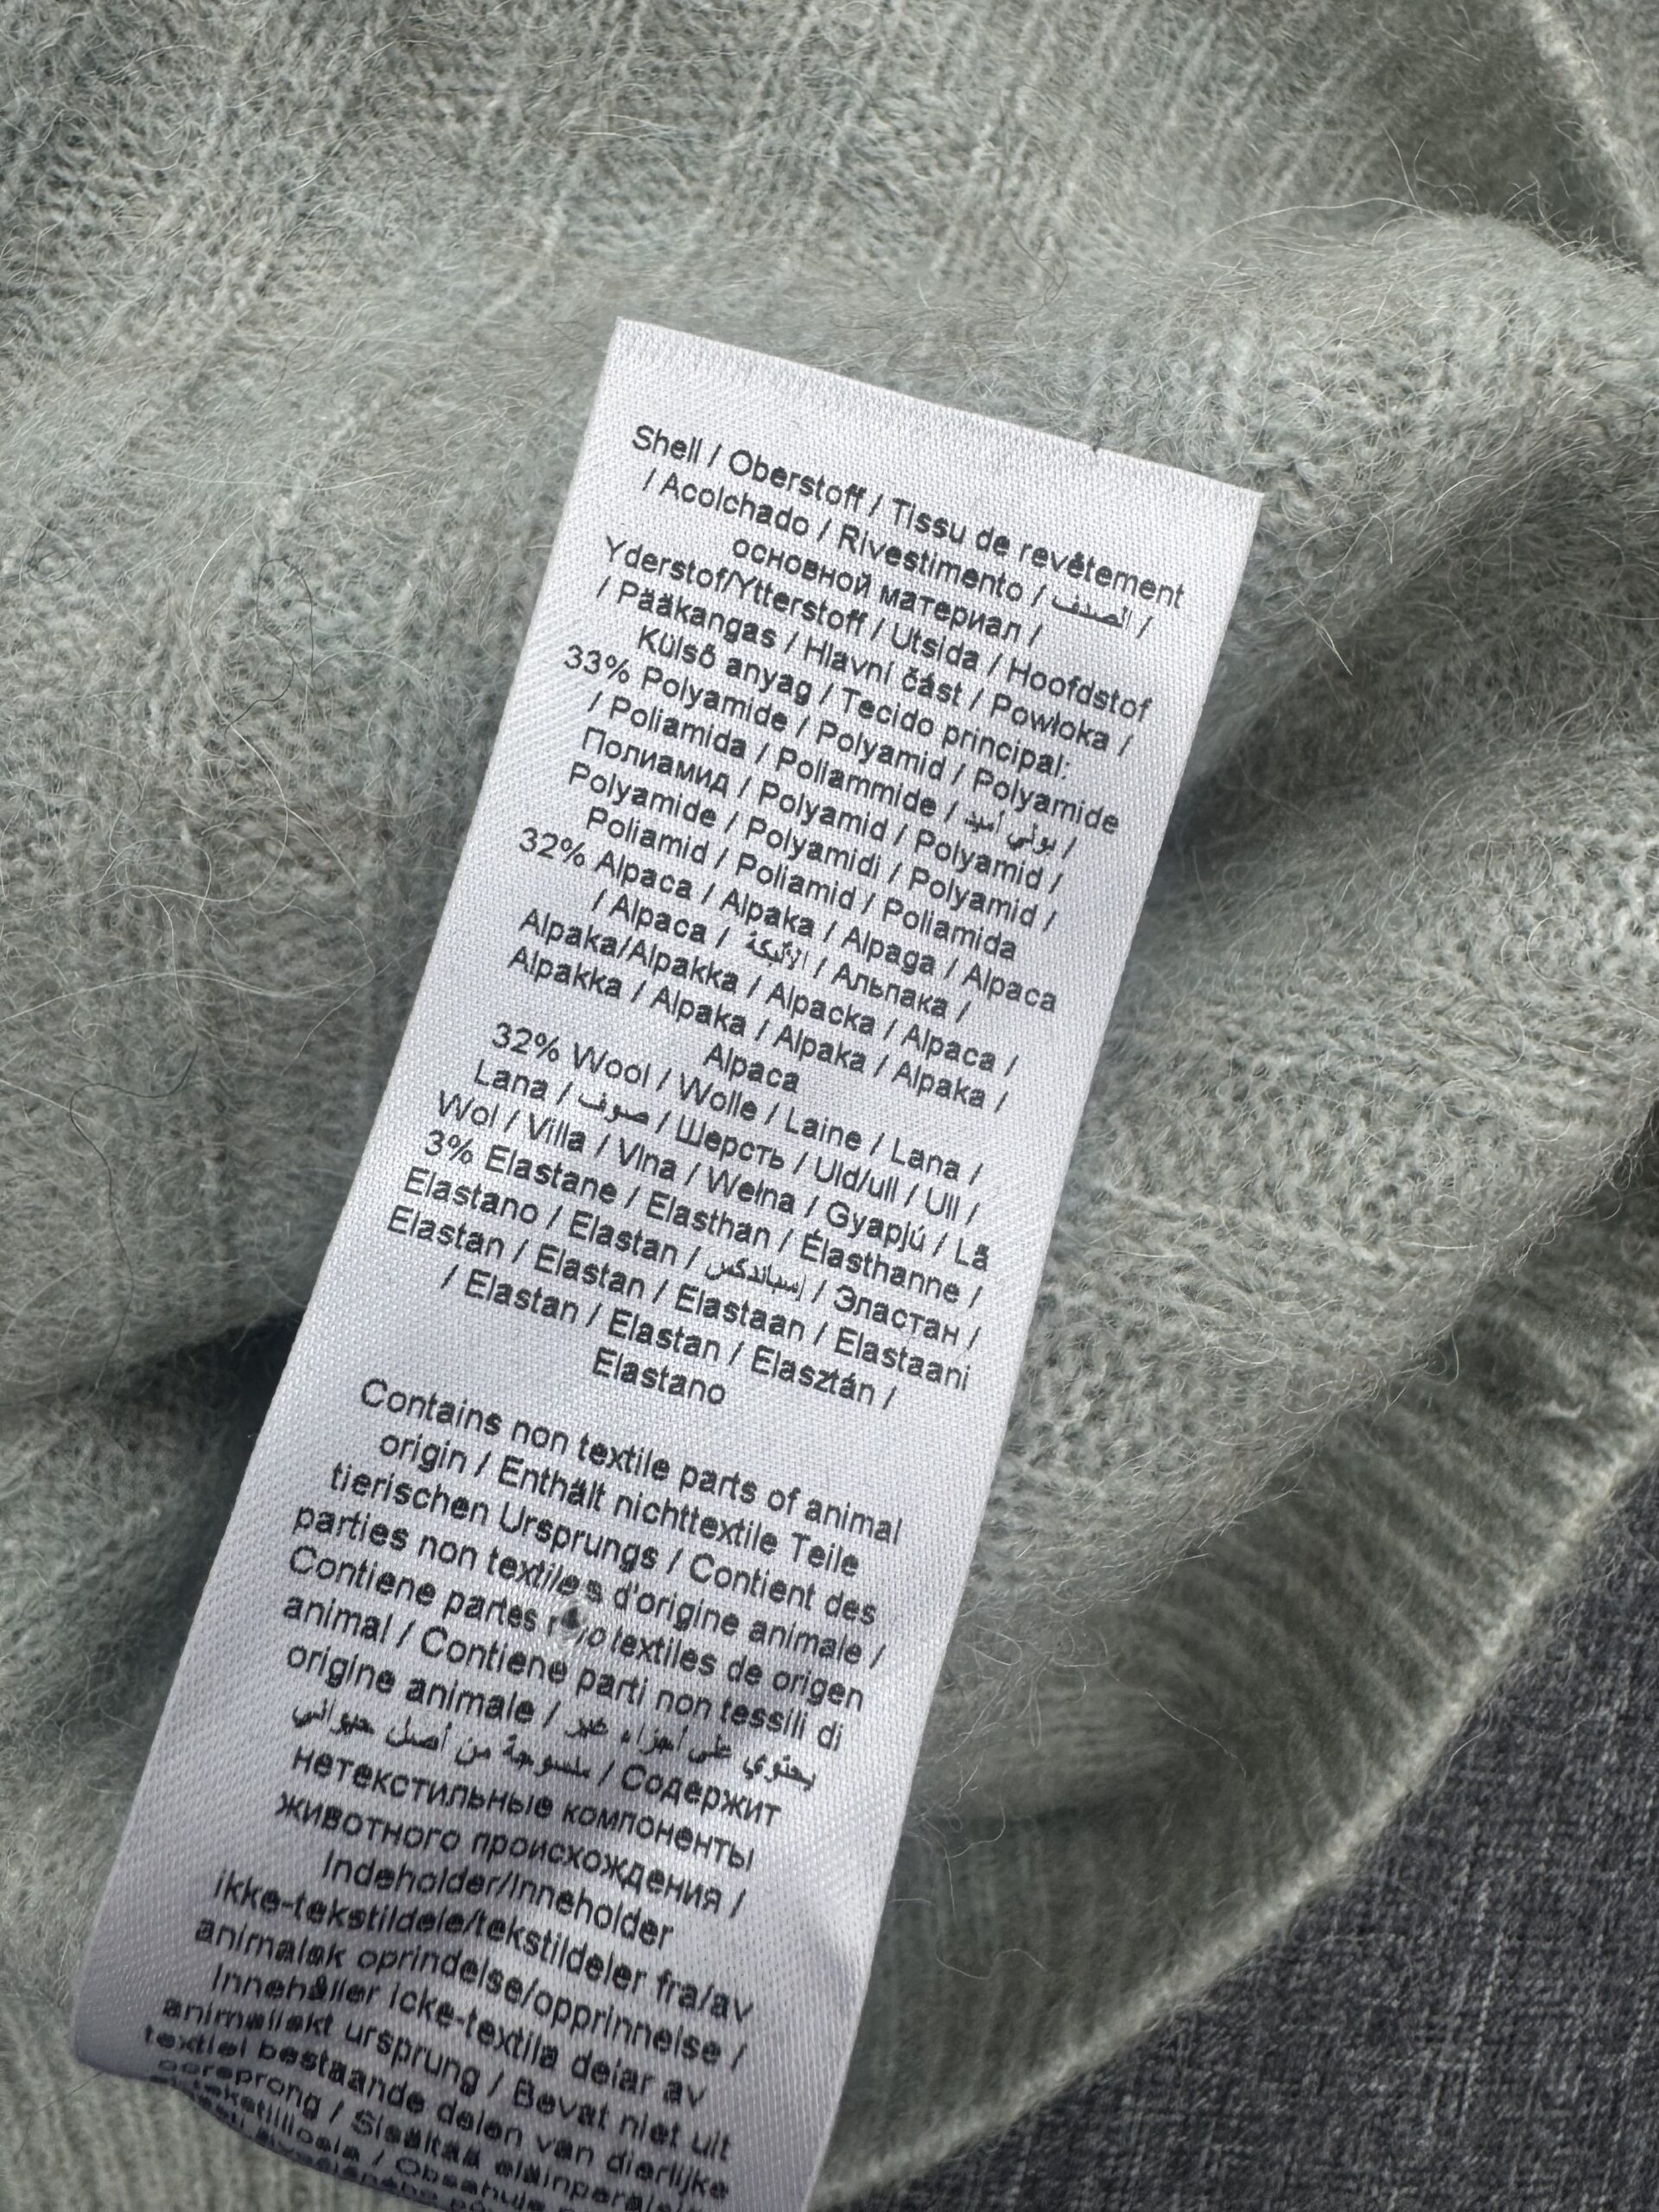 Shell / Oberstoff / Tissu de revêtement
/ Acolchado / Rivestimento / الصدف /
основной материал /
Yderstof/Ytterstoff / Utsida / Hoofdstof
/ Pääkangas / Hlavní část / Powłoka /
Külső anyag / Tecido principal:
33% Polyamide / Polyamid / Polyamide
/ Poliamida / Poliammide / بولي أميد /
Полиамид / Polyamid / Polyamid /
Polyamide / Polyamidi / Polyamid /
Poliamid / Poliamid / Poliamida
32% Alpaca / Alpaka / Alpaga / Alpaca
/ Alpaca / الألبكة / Альпака /
Alpaka/Alpakka / Alpacka / Alpaca /
Alpakka / Alpaka / Alpaka / Alpaka /
Alpaca
32% Wool / Wolle / Laine / Lana /
Lana / صوف / Шерсть / Uld/ull / Ull /
Wol / Villa / Vlna / Wełna / Gyapjú / Lã
3% Elastane / Elasthan / Élasthanne /
Elastano / Elastan / إسباندكس / Эластан /
Elastan / Elastan / Elastaan / Elastaani
/ Elastan / Elastan / Elasztán /
Elastano
Contains non textile parts of animal
origin / Enthält nichttextile Teile
tierischen Ursprungs / Contient des
parties non textiles d'origine animale /
Contiene partes no textiles de origen
animal / Contiene parti non tessili di
origine animale / يحتوي على أجزاء غير
منسوجة من أصل حيواني / Содержит
нетекстильные компоненты
животного происхождения /
Indeholder/Inneholder
ikke-tekstildele/tekstildeler fra/av
animalsk oprindelse/opprinnelse /
Innehåller icke-textila delar av
animaliskt ursprung / Bevat niet uit
textiel bestaande delen van dierlijke
oorsprong / Sisältää
/ Obsahuje